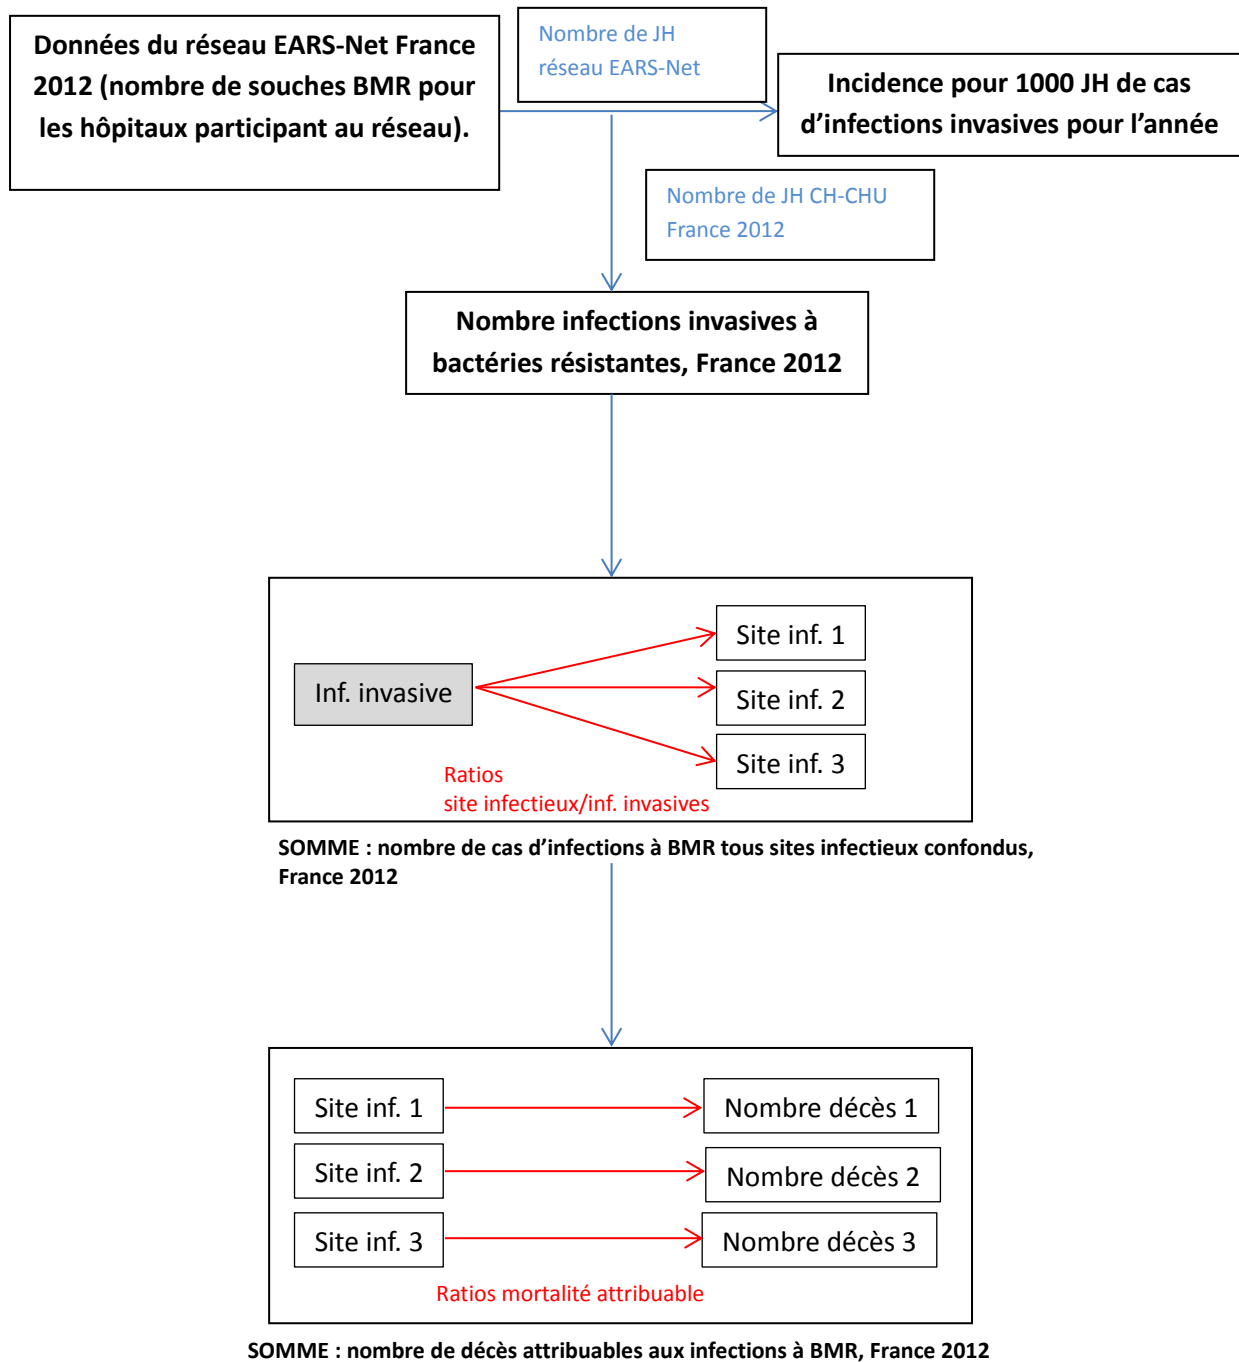 Données du réseau EARS-Net France
2012 (nombre de souches BMR pour
les hôpitaux participant au réseau).
Nombre de JH
réseau EARS-Net
Incidence pour 1000 JH de cas
d’infections invasives pour l’année
Nombre de JH CH-CHU
France 2012
Nombre infections invasives à
bactéries résistantes, France 2012
Inf. invasive
Site inf. 1
Site inf. 2
Site inf. 3
Ratios
site infectieux/inf. invasives
SOMME : nombre de cas d’infections à BMR tous sites infectieux confondus,
France 2012
Site inf. 1
Nombre décès 1
Site inf. 2
Nombre décès 2
Site inf. 3
Nombre décès 3
Ratios mortalité attribuable
SOMME : nombre de décès attribuables aux infections à BMR, France 2012